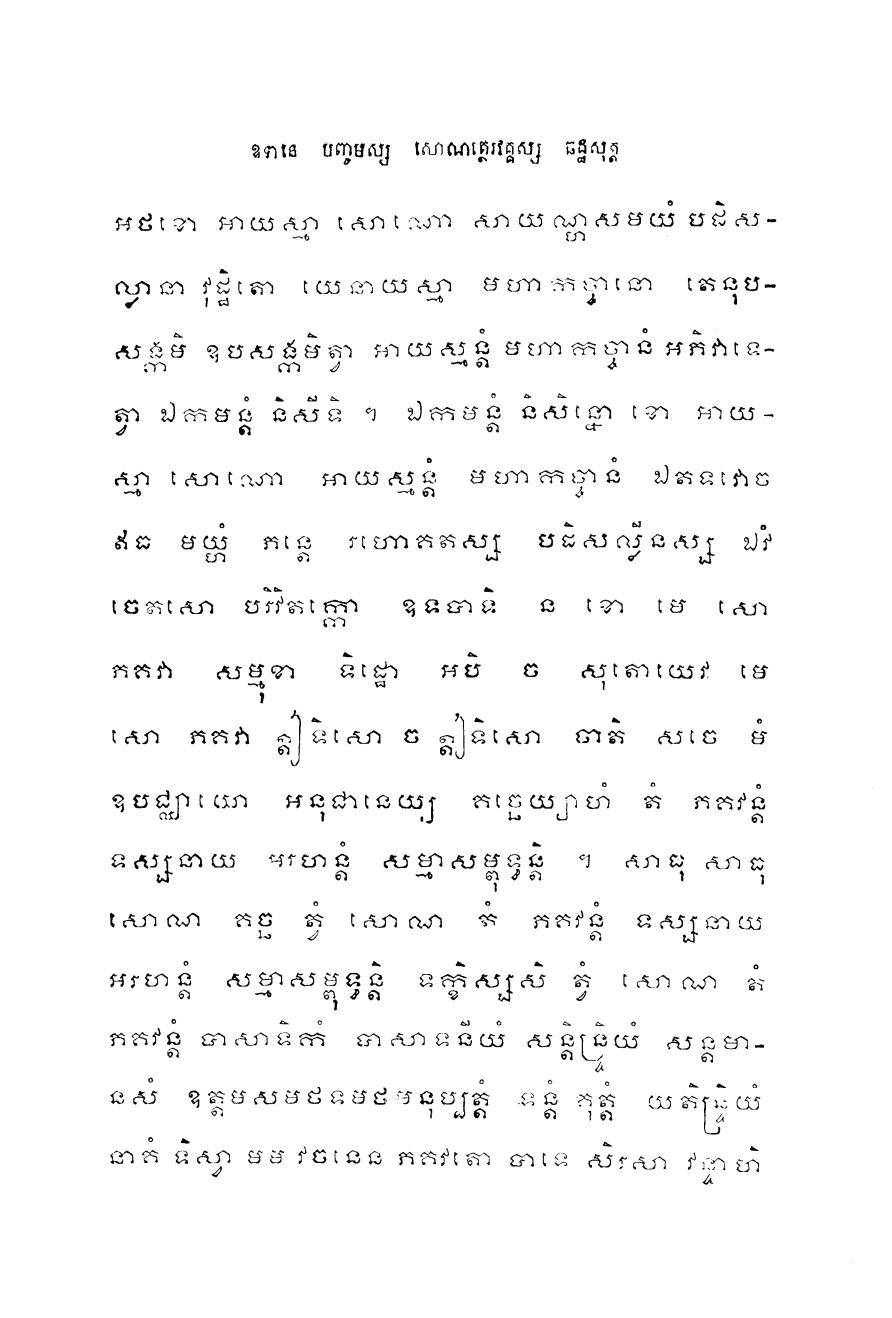 ឧទានេ បញ្ចមស្ស សោណត្ថេរវគ្គស្ស ឆដ្ឋសុត្ត
អថខោ អាយស្មា សោណោ សាយណ្ហសមយំ បដិស-
ល្លានា វុដ្ឋិតោ យេនាយស្មា មហាកច្ចានោ តេនុប-
សង្កមិ ឧបសង្កមិត្វា អាយស្មន្តំ មហាកច្ចានំ អភិវាទេ-
ត្វា ឯកមន្តំ និសីទិ ។ ឯកមន្តំ និសិន្នោ ខោ អាយ-
ស្មា សោណោ អាយស្មន្តំ មហាកច្ចានំ ឯតទវោច
ឥធ មយ្ហំ ភន្តេ រហោគតស្ស បដិសល្លីនស្ស ឯវំ
ចេតសោ បរិវិតក្កោ ឧទបាទិ ន ខោ មេ សោ
ភគវា សម្មុខា ទិដ្ឋោ អបិ ច សុតោយេវ មេ
សោ ភគវា ឦទិសោ ច ឦទិសោ ចាតិ សចេ មំ
ឧបជ្ឈាយោ អនុជានេយ្យ គច្ឆេយ្យាហំ តំ ភគវន្តំ
ទស្សនាយ អរហន្តំ សម្មាសម្ពុទ្ធន្តិ ។ សាធុ សាធុ
សោណ គច្ឆ ត្វំ សោណ តំ ភគវន្តំ ទស្សនាយ
អរហន្តំ សម្មាសម្ពុទ្ធន្តិ ទក្ខិស្សសិ ត្វំ សោណ តំ
ភគវន្តំ បាសាទិកំ បាសាទនីយំ សន្តិន្ទ្រិយំ សន្តមា-
នសំ ឧត្តមសមថទមថមនុប្បត្តំ ទន្តំ គុត្តំ យតិន្ទ្រិយំ
នាគំ ទិស្វា មម វចនេន ភគវតោ បាទេ សិរសា វន្ទាហិ